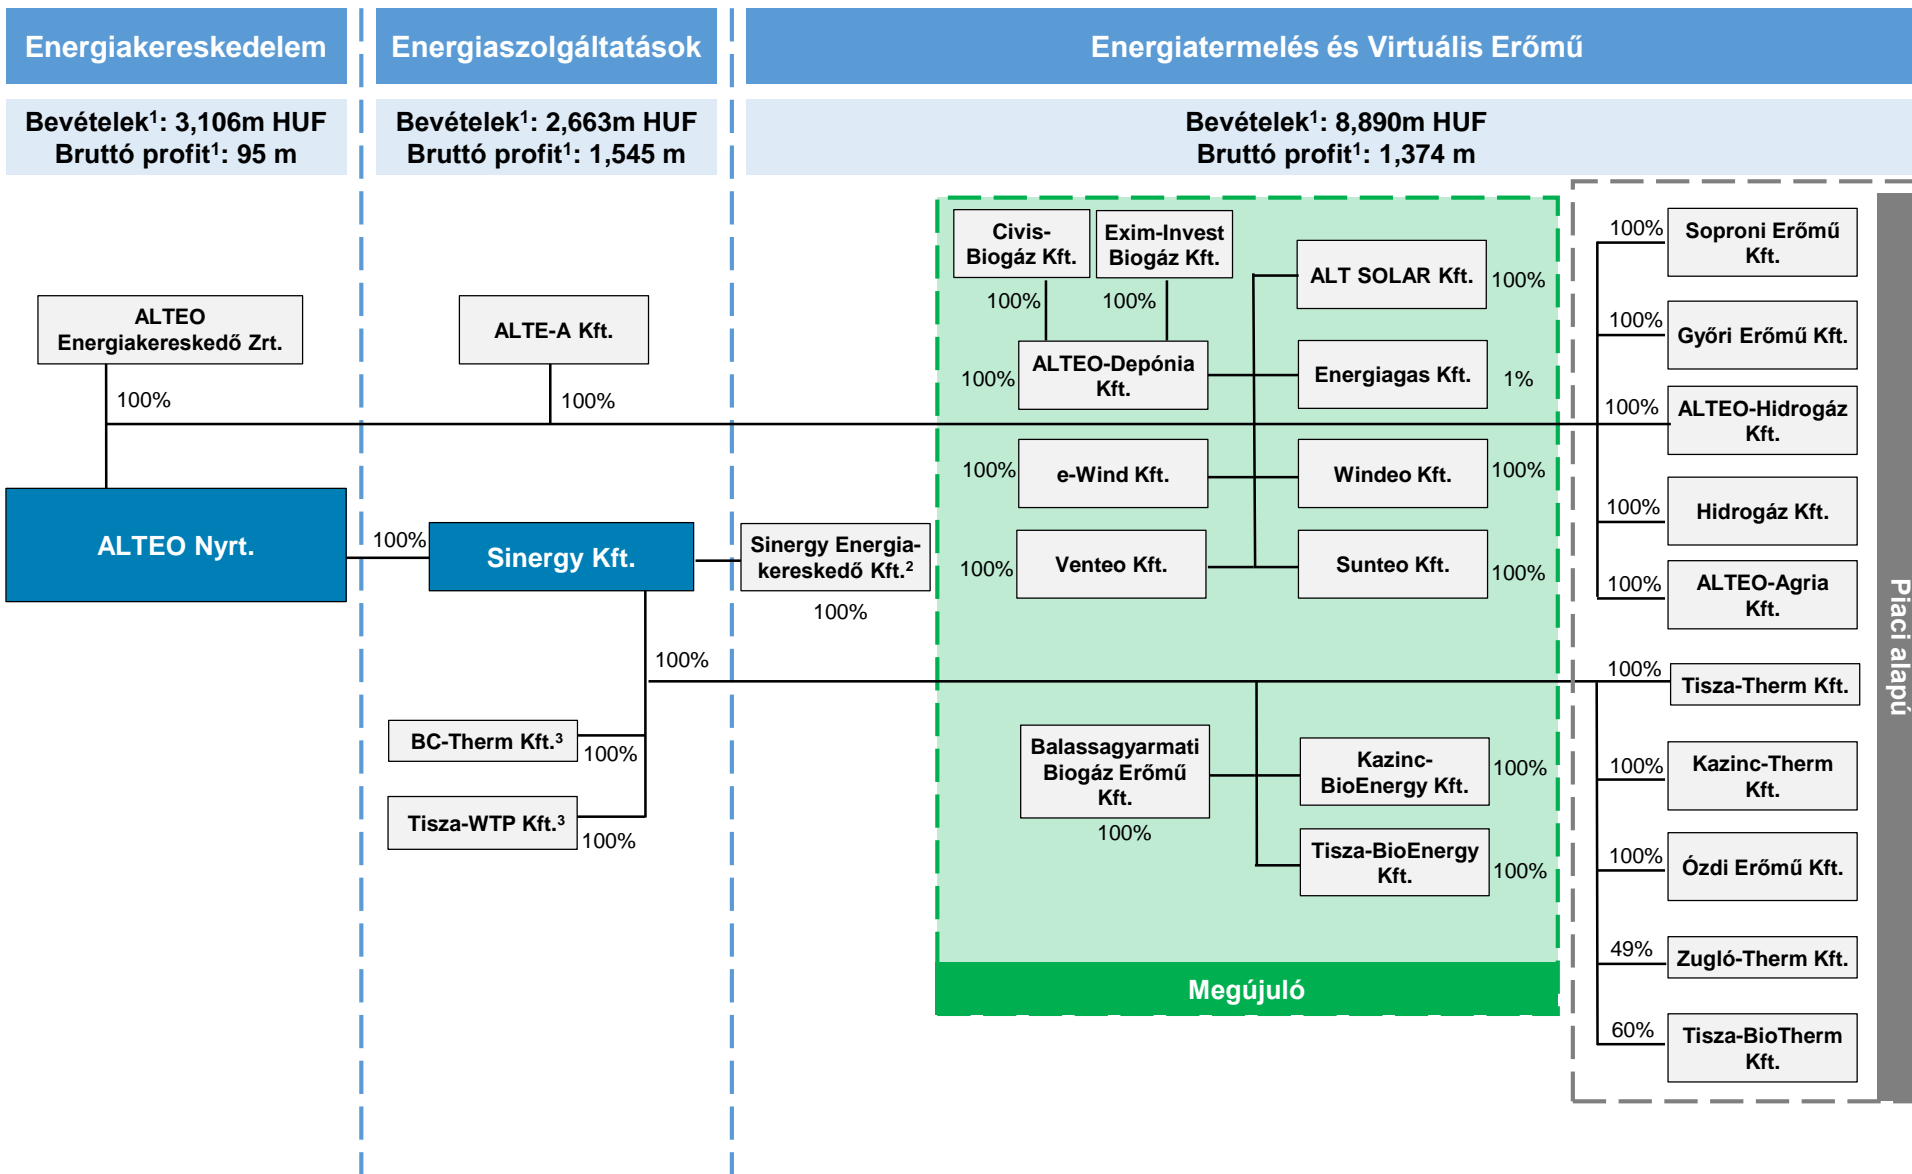 Energiakereskedelem
Bevételek¹: 3,106m HUF
Bruttó profit¹: 95 m
Energiaszolgáltatások
Bevételek¹: 2,663m HUF
Bruttó profit¹: 1,545 m
Energiatermelés és Virtuális Erőmű
Bevételek¹: 8,890m HUF
Bruttó profit¹: 1,374 m
ALTEO
Energiakereskedő Zrt.
100%
ALTEO Nyrt.
ALTE-A Kft.
100%
100%
Sinergy Kft.
100%
BC-Therm Kft.³
100%
Tisza-WTP Kft.³
100%
Sinergy Energia-
kereskedő Kft.²
100%
Civis-
Biogáz Kft.
100%
Exim-Invest
Biogáz Kft.
100%
ALT SOLAR Kft.
100%
100%
ALTEO-Depónia
Kft.
Energiagas Kft.
1%
100%
e-Wind Kft.
Windeo Kft.
100%
100%
Venteo Kft.
Sunteo Kft.
100%
Balassagyarmati
Biogáz Erőmű
Kft.
100%
Kazinc-
BioEnergy Kft.
100%
Tisza-BioEnergy
Kft.
100%
Megújuló
100%
Soproni Erőmű
Kft.
100%
Győri Erőmű Kft.
100%
ALTEO-Hidrogáz
Kft.
100%
Hidrogáz Kft.
100%
ALTEO-Agria
Kft.
100%
Tisza-Therm Kft.
100%
Kazinc-Therm
Kft.
100%
Ózdi Erőmű Kft.
49%
Zugló-Therm Kft.
60%
Tisza-BioTherm
Kft.
Piaci alapú